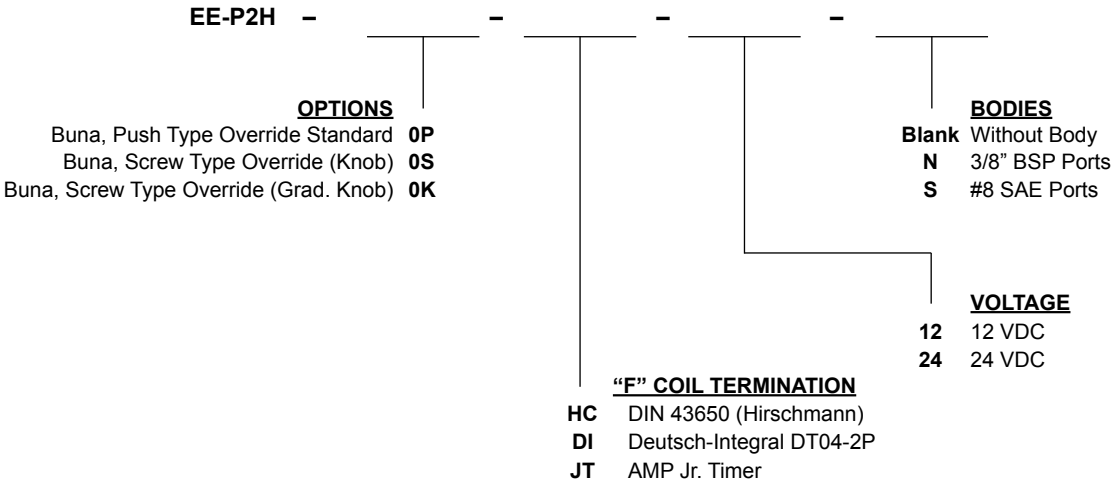 EE-P2H – – – –
OPTIONS
Buna, Push Type Override Standard 0P
Buna, Screw Type Override (Knob) 0S
Buna, Screw Type Override (Grad. Knob) 0K
BODIES
Blank Without Body
N 3/8” BSP Ports
S #8 SAE Ports
VOLTAGE
12 12 VDC
24 24 VDC
“F” COIL TERMINATION
HC DIN 43650 (Hirschmann)
DI Deutsch-Integral DT04-2P
JT AMP Jr. Timer